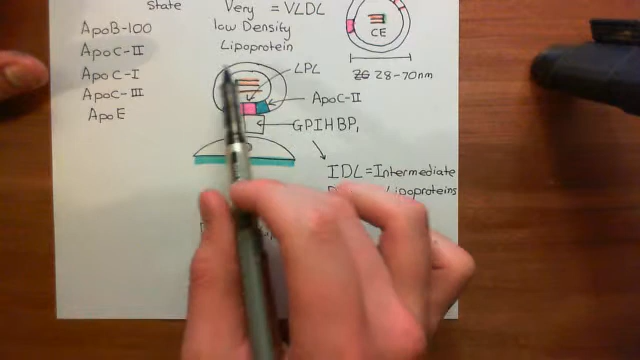 State
Very = VLDL
low Density
Lipoprotein
ApoB-100
ApoC-II
ApoC-I
ApoC-III
ApoE
CE
28-70nm
LPL
ApoC-II
GPIHBP1
IDL=Intermediate
Lipoproteins